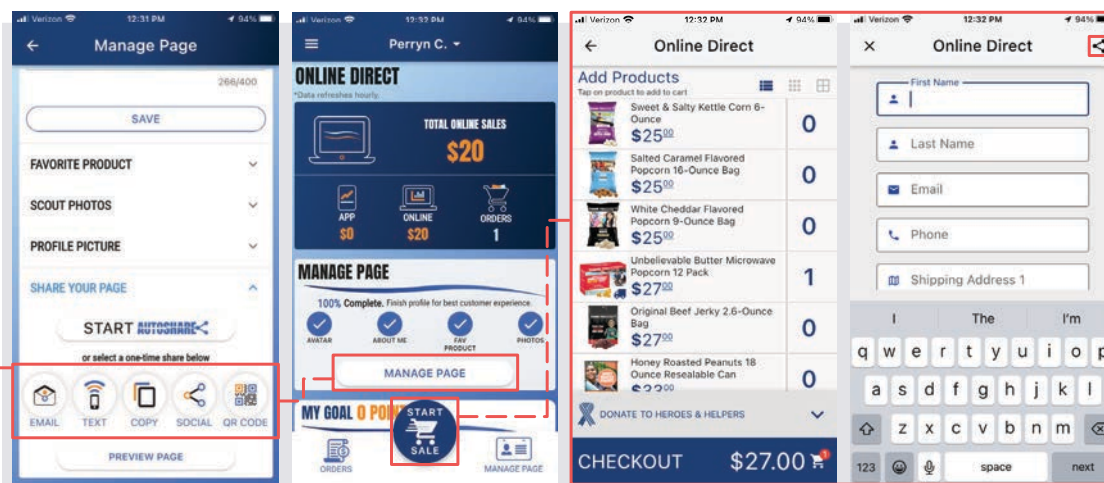 Verizon 12:31 PM 94%
Manage Page
266/400
SAVE
FAVORITE PRODUCT
SCOUT PHOTOS
PROFILE PICTURE
SHARE YOUR PAGE
START AUTOSHARE
or select a one-time share below
EMAIL TEXT COPY SOCIAL QR CODE
PREVIEW PAGE
Verizon 12:32 PM 94%
Perryn C.
ONLINE DIRECT
*Data refreshes hourly.
TOTAL ONLINE SALES
$20
APP ONLINE ORDERS
$0 $20 1
MANAGE PAGE
100% Complete. Finish profile for best customer experience.
AVATAR ABOUT ME FAV PRODUCT PHOTOS
MANAGE PAGE
MY GOAL 0
START
SALE
ORDERS MANAGE PAGE
Verizon 12:32 PM 94%
Online Direct
Add Products
Tap on product to add to cart
Sweet & Salty Kettle Corn 6-
Ounce
$25.00 0
Salted Caramel Flavored
Popcorn 16-Ounce Bag
$25.00 0
White Cheddar Flavored
Popcorn 9-Ounce Bag
$25.00 0
Unbelievable Butter Microwave
Popcorn 12 Pack
$27.00 1
Original Beef Jerky 2.6-Ounce
Bag
$27.00 0
Honey Roasted Peanuts 18
Ounce Resealable Can
0
DONATE TO HEROES & HELPERS
CHECKOUT $27.00
Verizon 12:32 PM 94%
Online Direct
First Name
Last Name
Email
Phone
Shipping Address 1
I The I'm
q w e r t y u i o p
a s d f g h j k l
z x c v b n m
123 space next